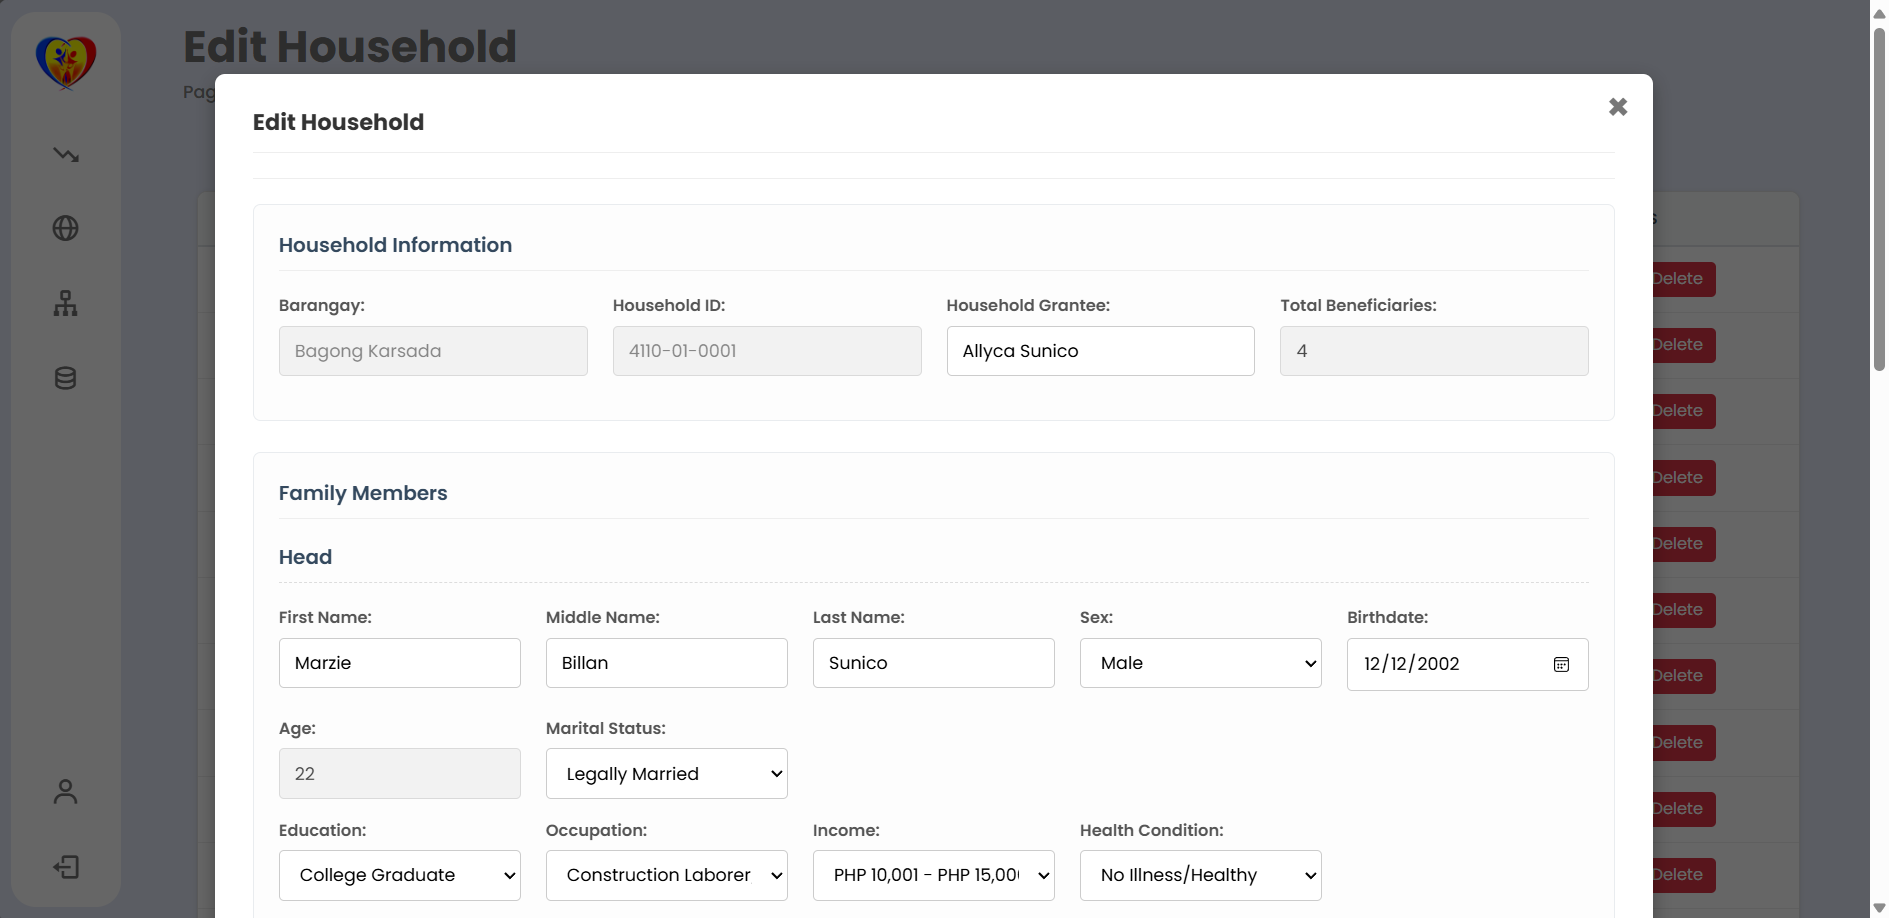 Edit Household
Pag
Edit Household
✖
Household Information
Barangay: Household ID: Household Grantee: Total Beneficiaries:
Bagong Karsada 4110-01-0001 Allyca Sunico 4
s
Delete
Delete
Delete
Delete
Delete
Delete
Delete
Delete
Delete
Delete
Family Members
Head
First Name: Middle Name: Last Name: Sex: Birthdate:
Marzie Billan Sunico Male 12/12/2002
Age: Marital Status:
22 Legally Married
Education: Occupation: Income: Health Condition:
College Graduate Construction Laborer PHP 10,001 - PHP 15,00 No Illness/Healthy